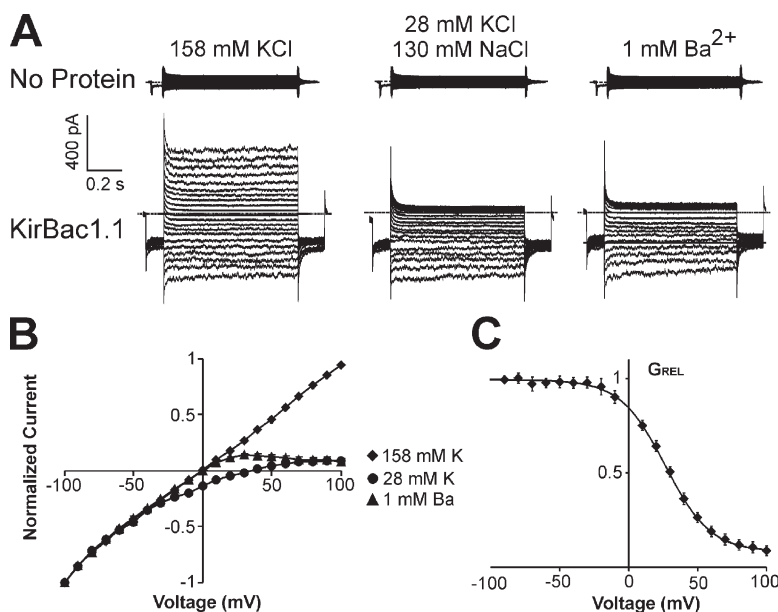 A
158 mM KCl
28 mM KCl
130 mM NaCl
1 mM Ba2+
No Protein
400 pA
0.2 s
KirBac1.1
B
1
0.5
-100
-50
0
50
100
-0.5
-1
Normalized Current
Voltage (mV)
158 mM K
28 mM K
1 mM Ba
C
GREL
1
0.5
-100
-50
0
50
100
Voltage (mV)